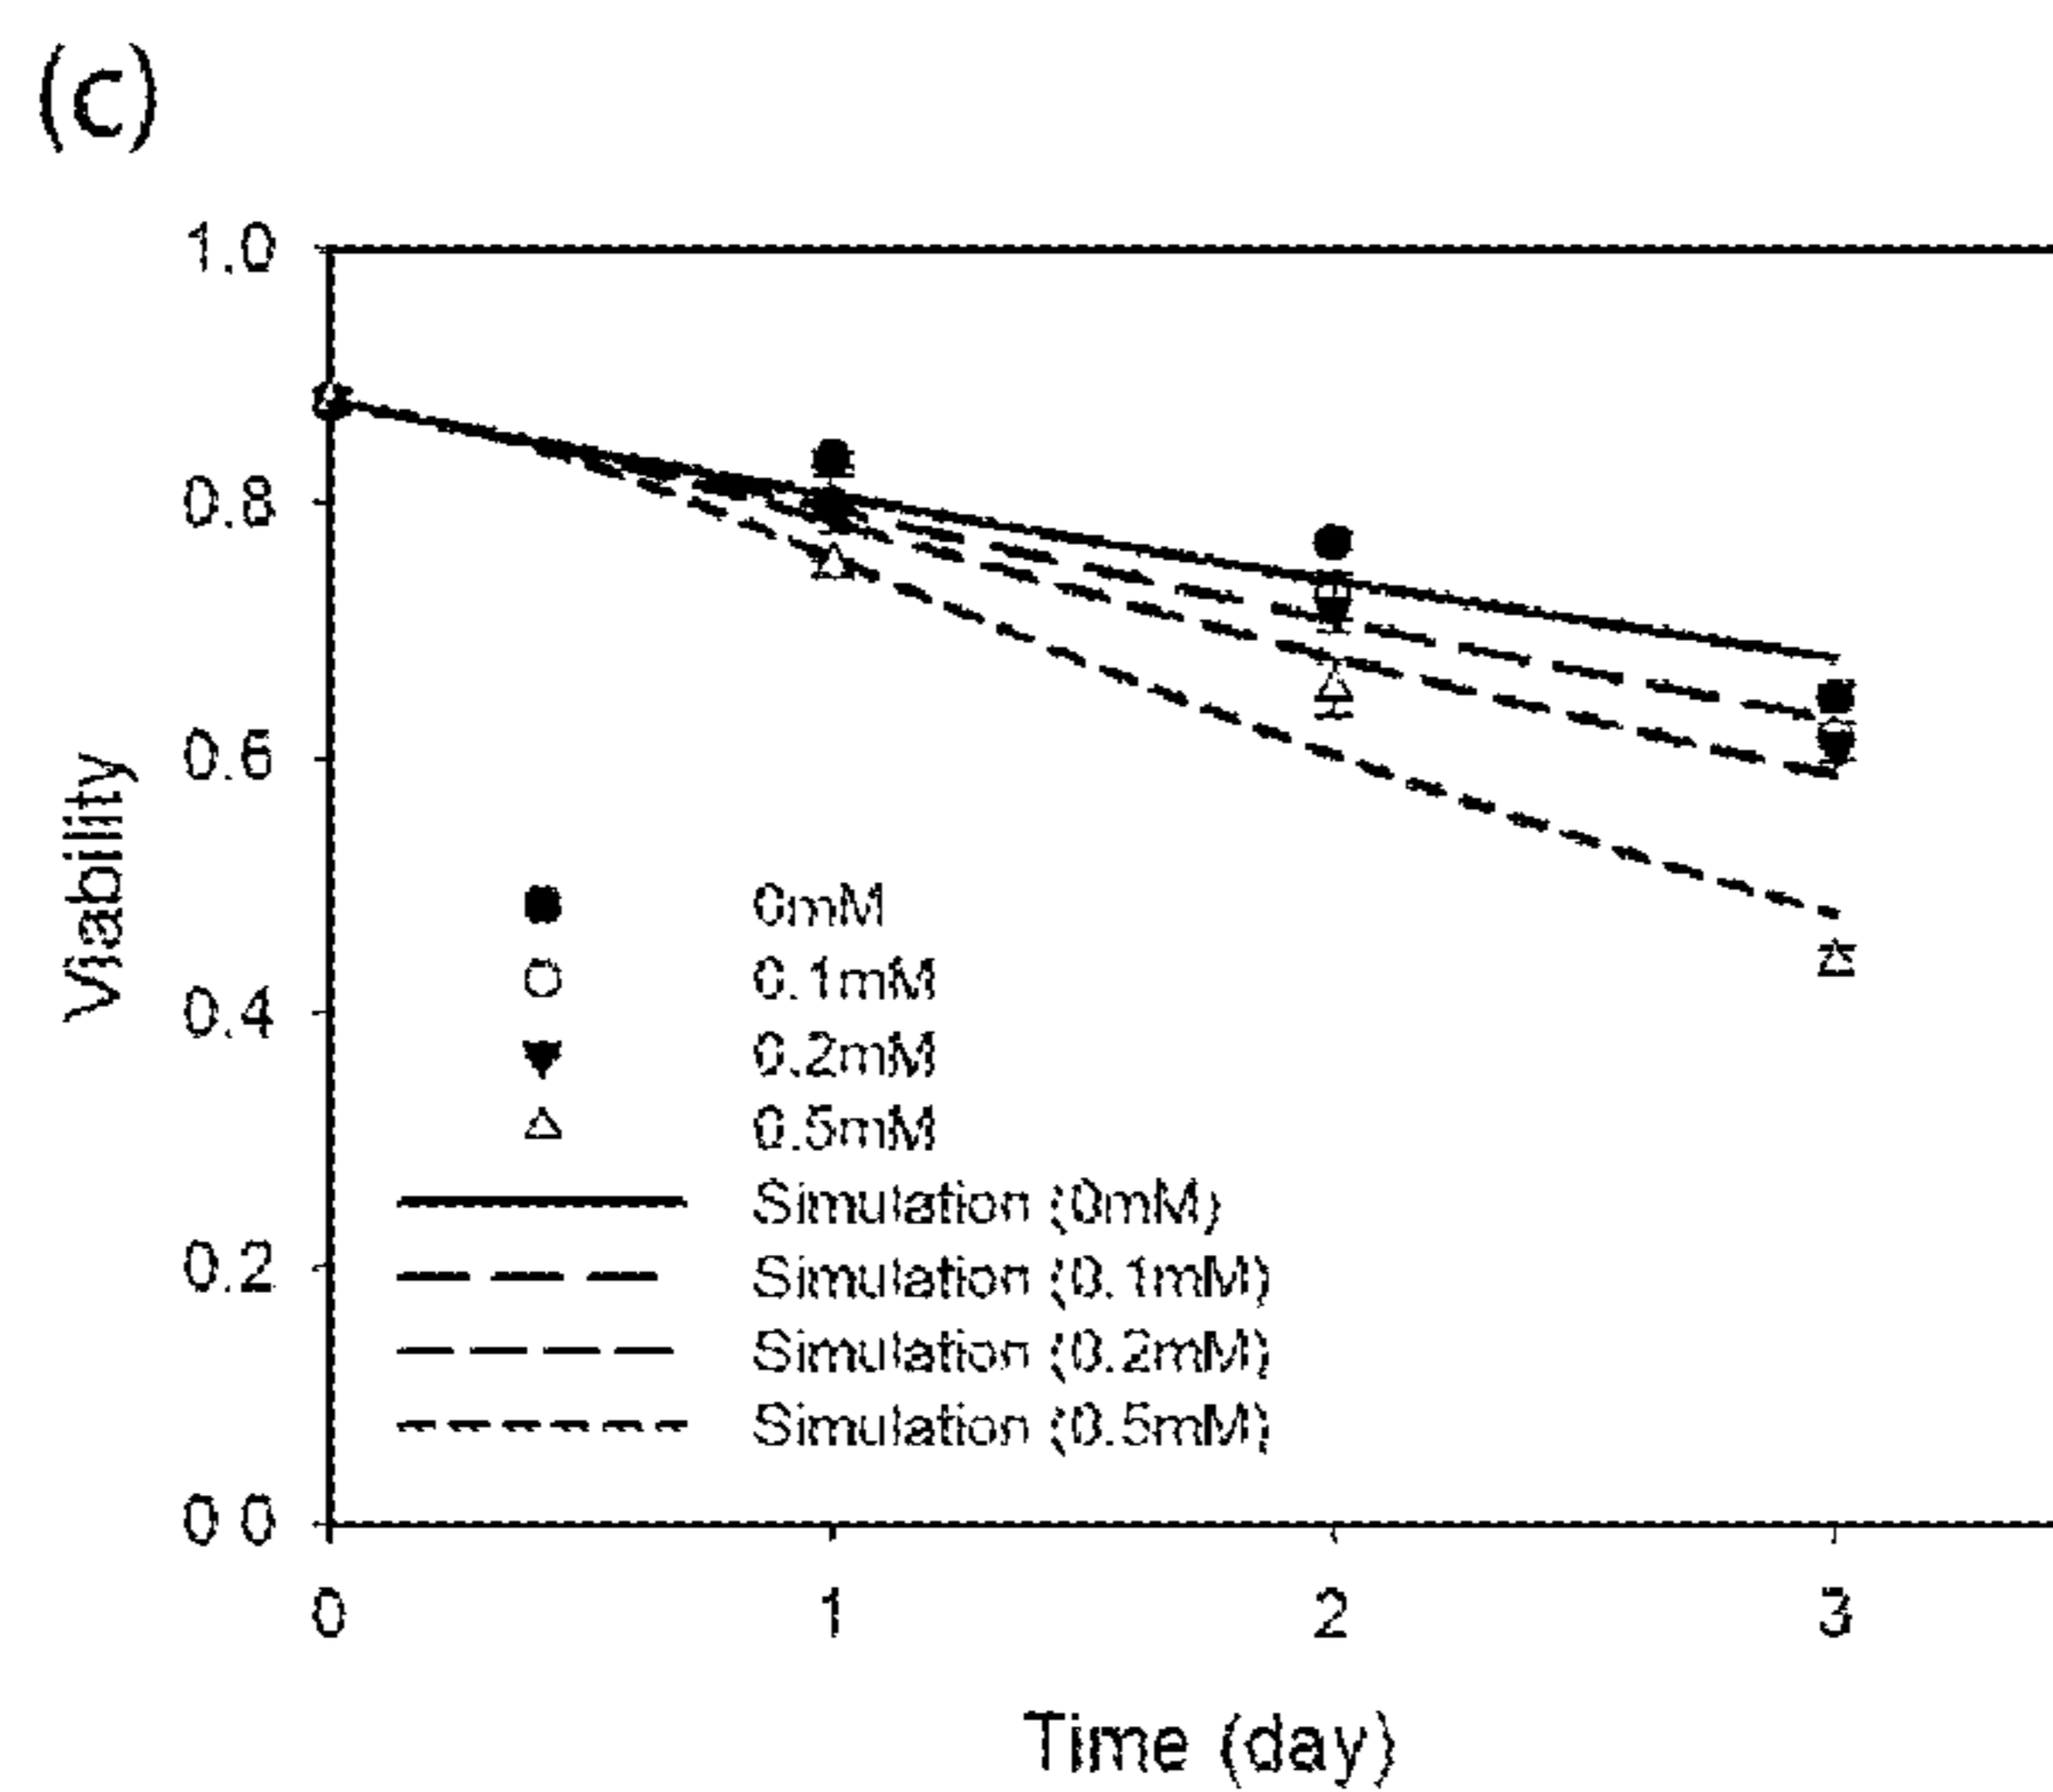 (c)
1.0
0.8
0.6
0.4
0.2
0.0
Viability
0mM
0.1mM
0.2mM
0.5mM
Simulation (0mM)
Simulation (0.1mM)
Simulation (0.2mM)
Simulation (0.5mM)
0 1 2 3
Time (day)